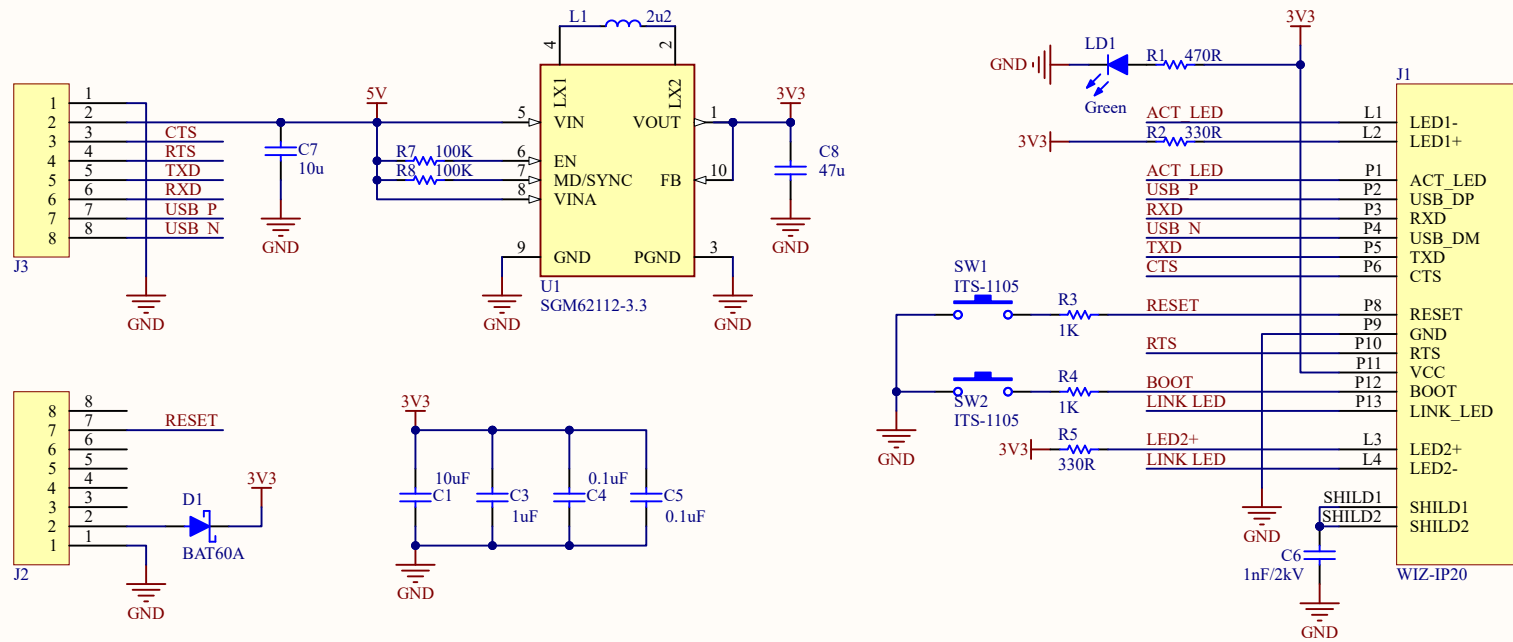 L1
2u2
4
2
LX1
LX2
5
VIN
VOUT
1
6
EN
7
MD/SYNC
FB
10
8
VINA
9
GND
PGND
3
U1
SGM62112-3.3
5V
R7
100K
R8
100K
C7
10u
GND
3V3
C8
47u
GND
GND
GND
1
1
2
2
3
3
CTS
4
4
RTS
5
5
TXD
6
6
RXD
7
7
USB_P
8
8
USB_N
J3
GND
8
8
7
7
RESET
6
6
5
5
4
4
3
3
2
2
1
1
J2
D1
BAT60A
3V3
GND
3V3
10uF
C1
C3
1uF
0.1uF
C4
C5
0.1uF
GND
3V3
GND
LD1
Green
R1
470R
J1
ACT_LED
L1
LED1-
3V3
R2
330R
L2
LED1+
ACT_LED
P1
ACT_LED
USB_P
P2
USB_DP
RXD
P3
RXD
USB_N
P4
USB_DM
TXD
P5
TXD
CTS
P6
CTS
SW1
ITS-1105
R3
1K
RESET
P8
RESET
P9
GND
RTS
P10
RTS
P11
VCC
SW2
ITS-1105
R4
1K
BOOT
P12
BOOT
LINK LED
P13
LINK_LED
GND
3V3
R5
330R
LED2+
L3
LED2+
LINK LED
L4
LED2-
SHILD1
SHILD1
SHILD2
SHILD2
GND
C6
1nF/2kV
GND
WIZ-IP20